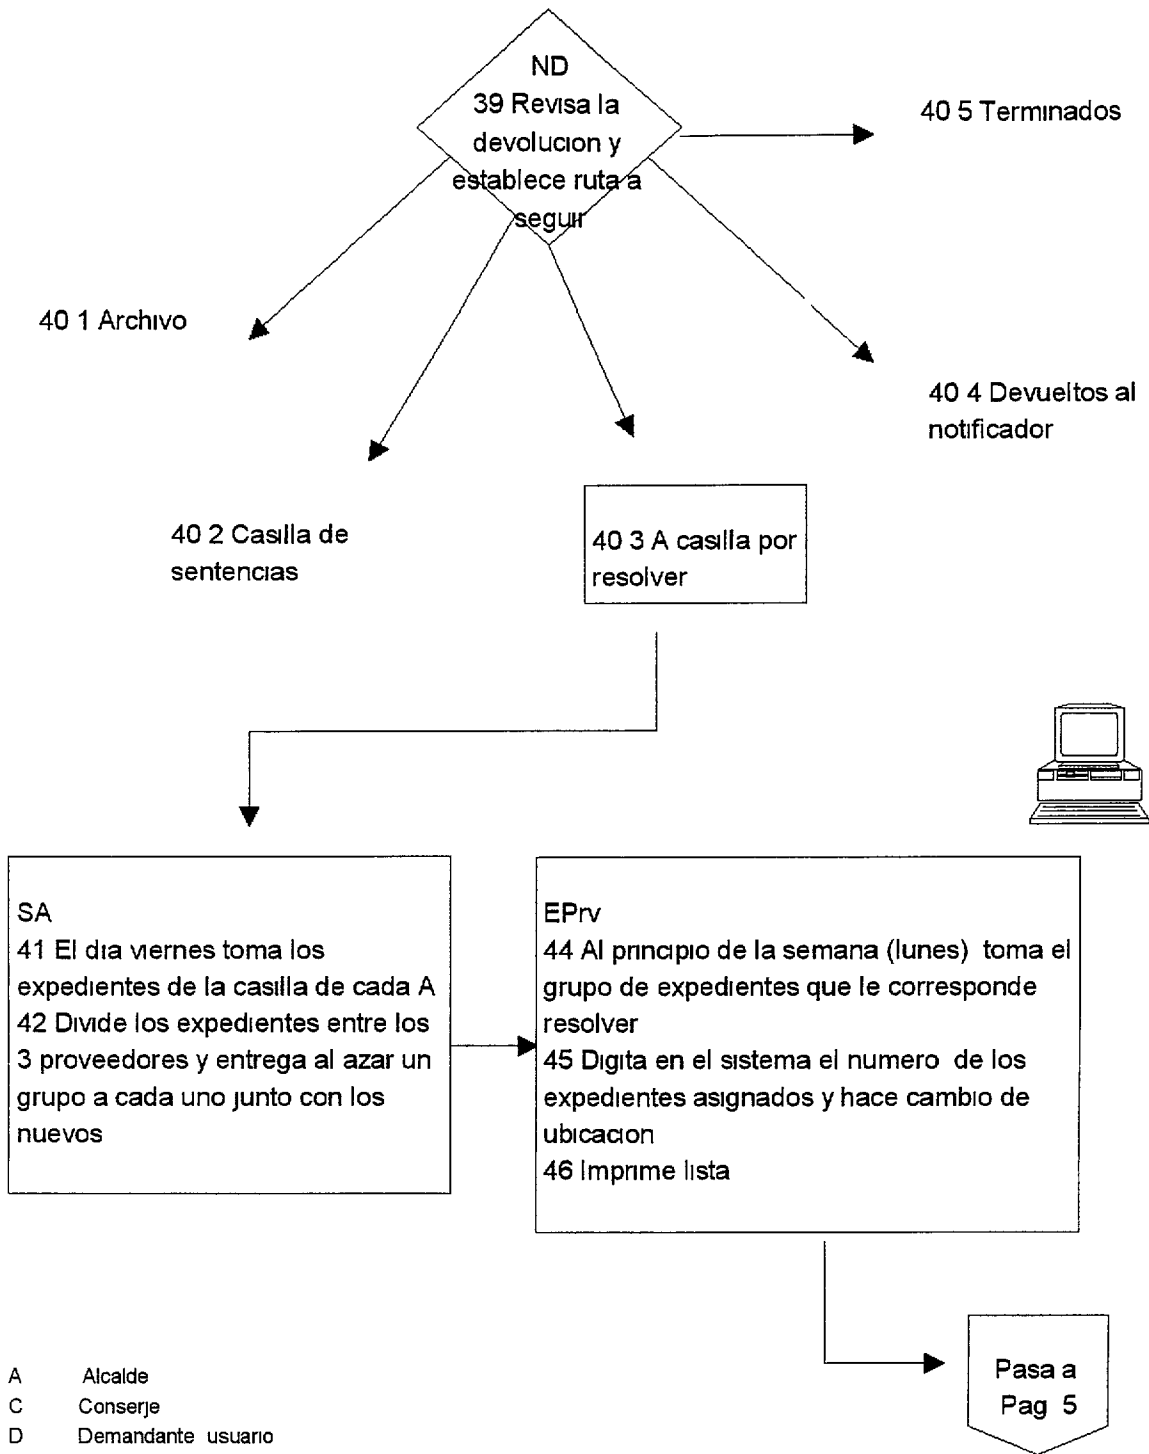 ND
39 Revisa la
devolucion y
establece ruta a
seguir
40 5 Terminados
40 1 Archivo
40 4 Devueltos al
notificador
40 2 Casilla de
sentencias
40 3 A casilla por
resolver
SA
41 El dia viernes toma los
expedientes de la casilla de cada A
42 Divide los expedientes entre los
3 proveedores y entrega al azar un
grupo a cada uno junto con los
nuevos
EPrv
44 Al principio de la semana (lunes) toma el
grupo de expedientes que le corresponde
resolver
45 Digita en el sistema el numero de los
expedientes asignados y hace cambio de
ubicacion
46 Imprime lista
Pasa a
Pag 5
A Alcalde
C Conserje
D Demandante usuario